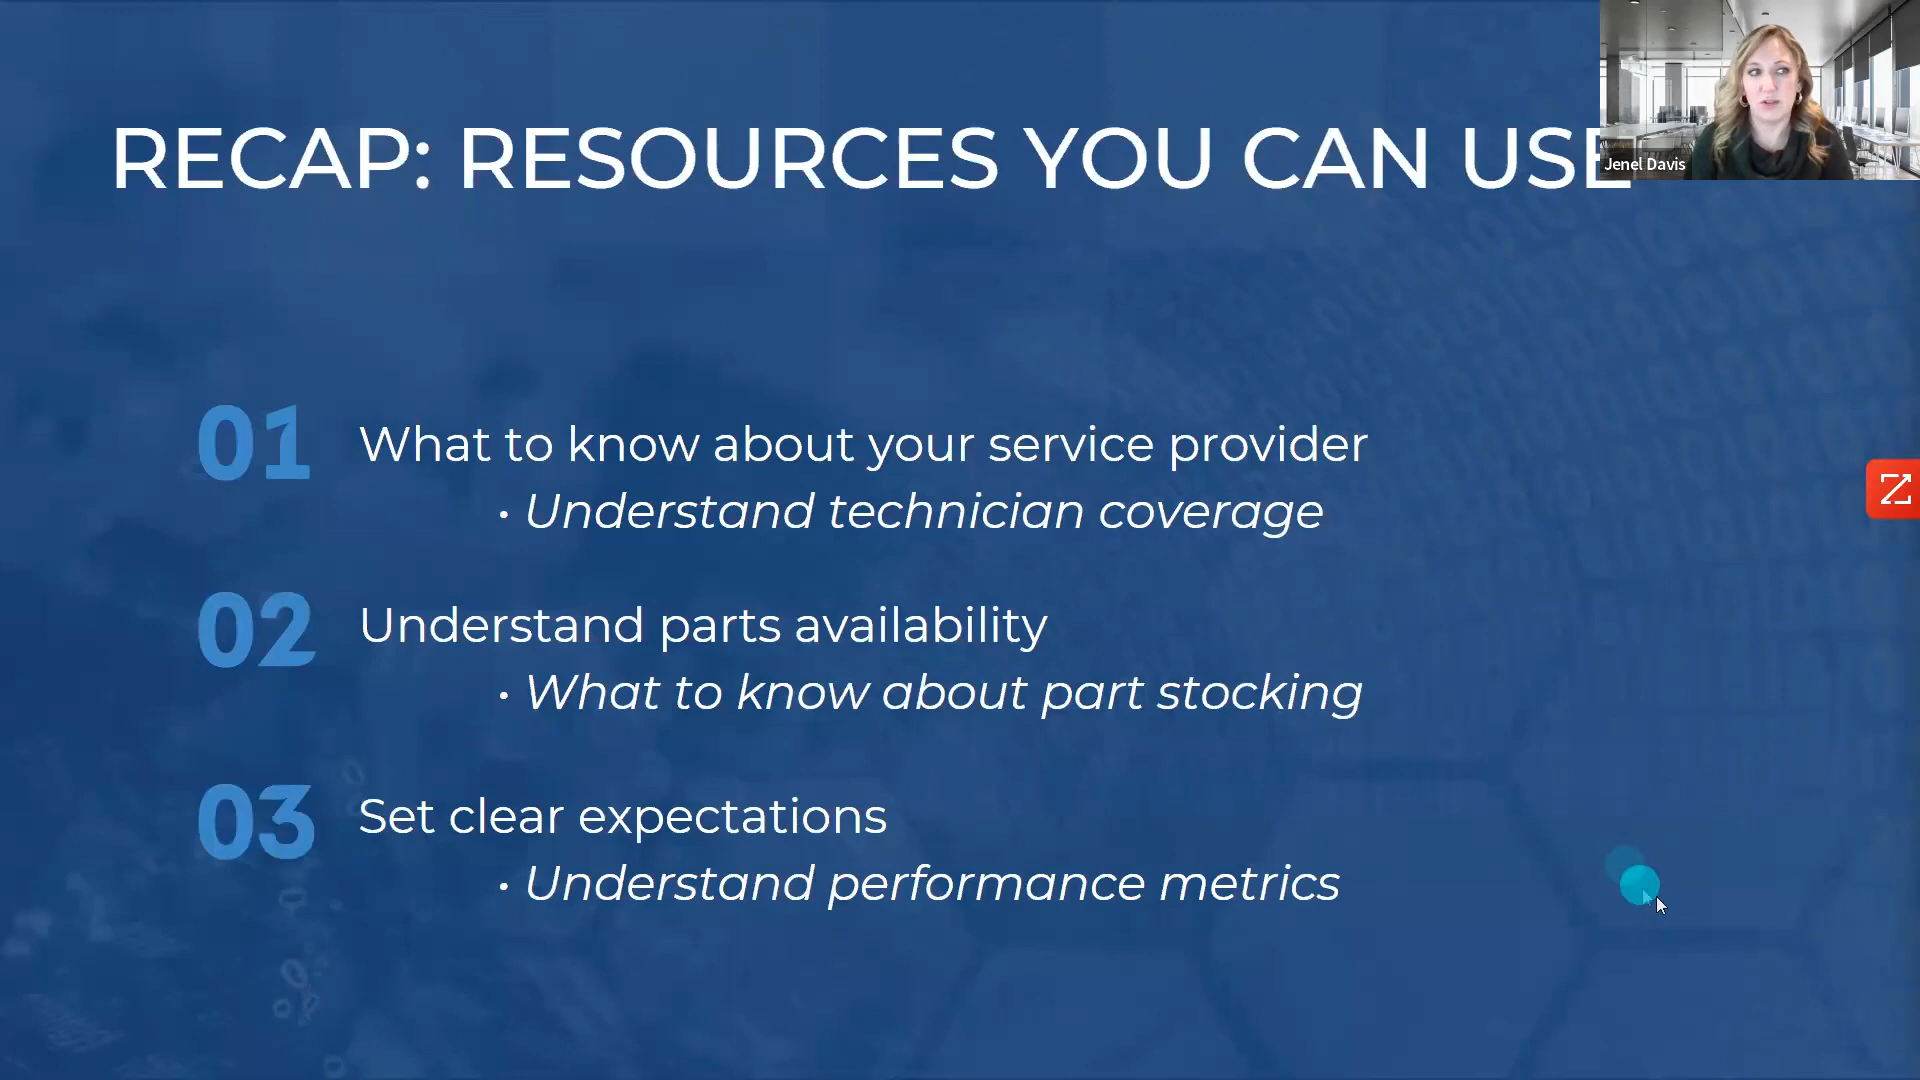 RECAP: RESOURCES YOU CAN USE
Jenel Davis
01 What to know about your service provider
• Understand technician coverage
02 Understand parts availability
• What to know about part stocking
03 Set clear expectations
• Understand performance metrics